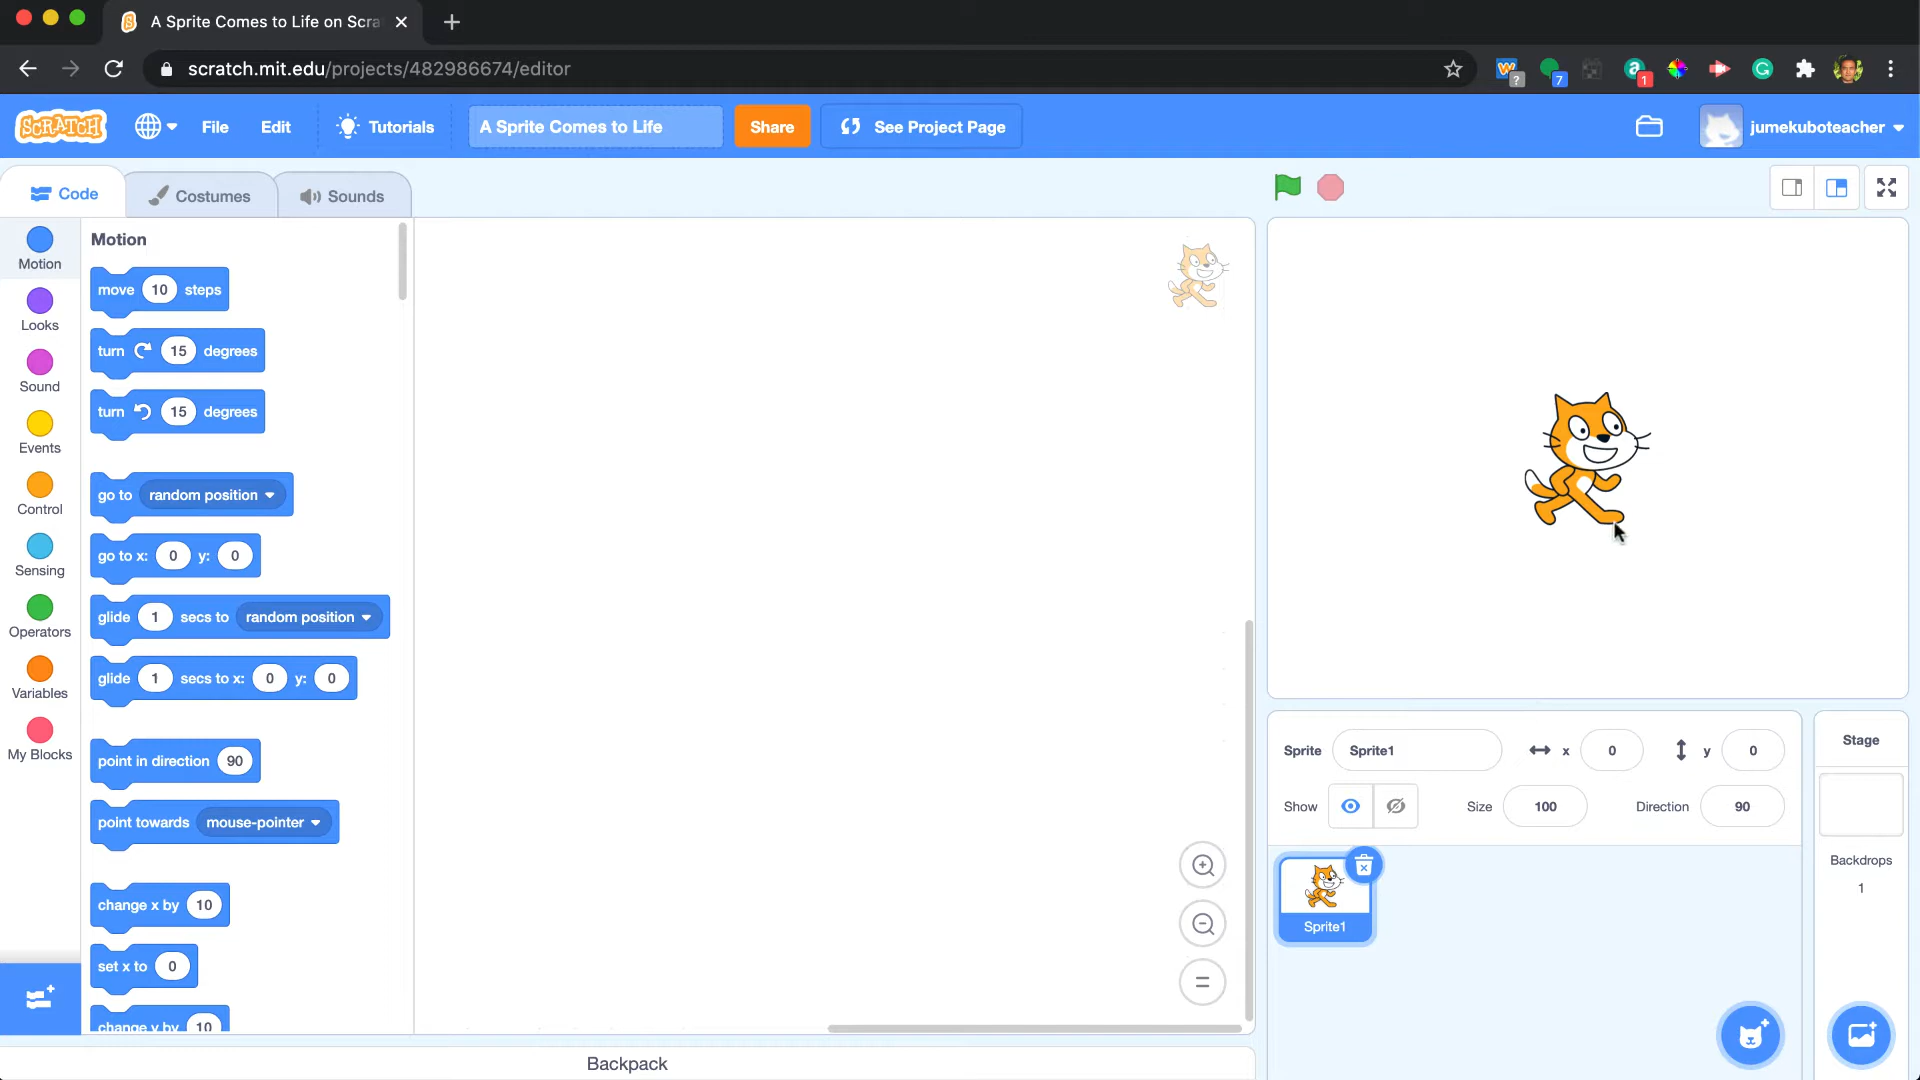 A Sprite Comes to Life on Scra
scratch.mit.edu/projects/482986674/editor
?
7
1
SCRATCH
File
Edit
Tutorials
A Sprite Comes to Life
Share
See Project Page
jumekuboteacher
Code
Costumes
Sounds
Motion
Looks
Sound
Events
Control
Sensing
Operators
Variables
My Blocks
Motion
move 10 steps
turn 15 degrees
turn 15 degrees
go to random position
go to x: 0 y: 0
glide 1 secs to random position
glide 1 secs to x: 0 y: 0
point in direction 90
point towards mouse-pointer
change x by 10
set x to 0
change y by 10
Backpack
Sprite Sprite1 x 0 y 0
Show Size 100 Direction 90
Sprite1
Stage
Backdrops
1